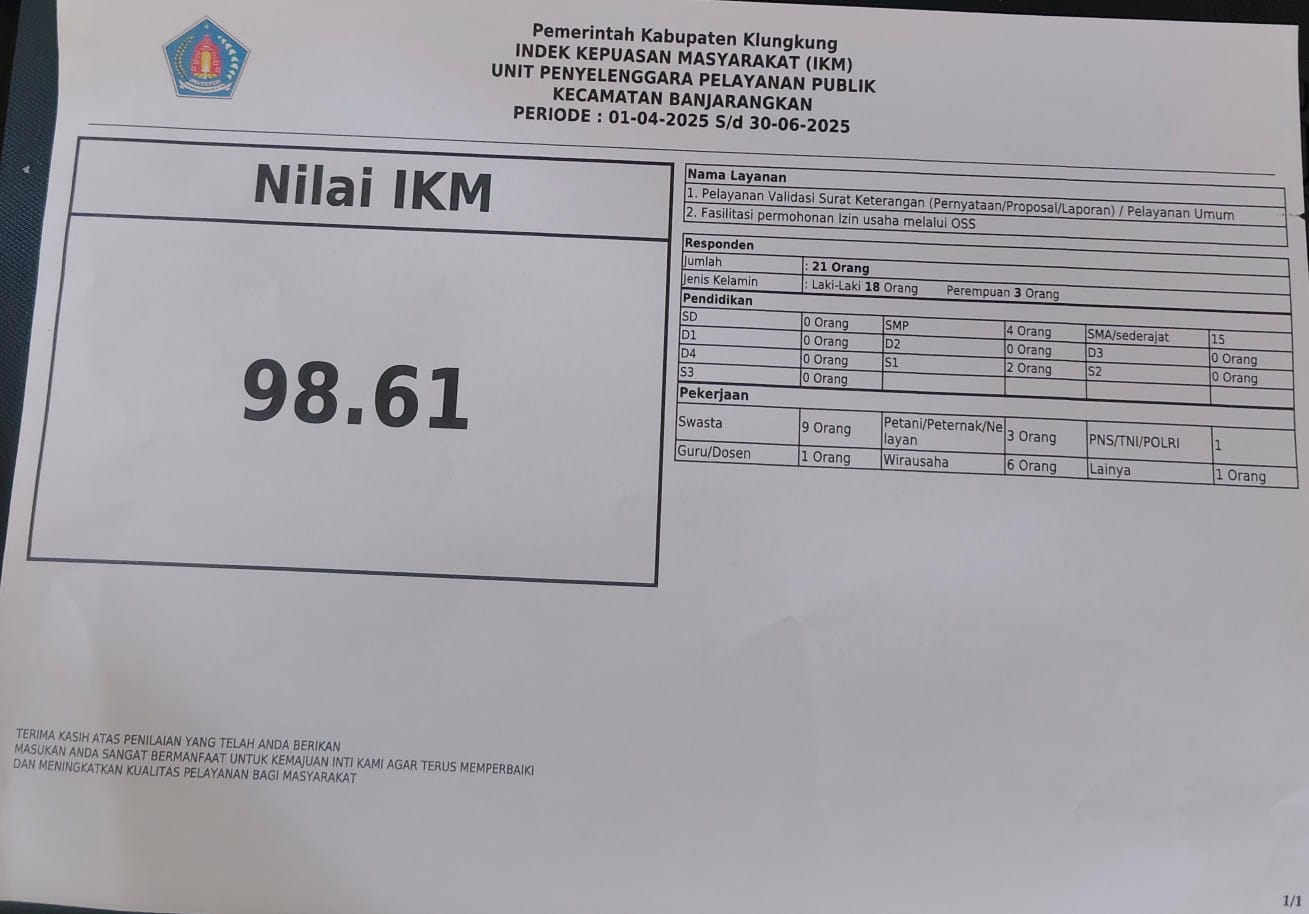 Pemerintah Kabupaten Klungkung
INDEK KEPUASAN MASYARAKAT (IKM)
UNIT PENYELENGGARA PELAYANAN PUBLIK
KECAMATAN BANJARANGKAN
PERIODE : 01-04-2025 S/d 30-06-2025
Nilai IKM
98.61
Nama Layanan
1. Pelayanan Validasi Surat Keterangan (Pernyataan/Proposal/Laporan) / Pelayanan Umum
2. Fasilitasi permohonan Izin usaha melalui OSS
Responden
Jumlah : 21 Orang
Jenis Kelamin : Laki-Laki 18 Orang Perempuan 3 Orang
Pendidikan
SD 0 Orang SMP 4 Orang SMA/sederajat 15
D1 0 Orang D2 0 Orang D3 0 Orang
D4 0 Orang S1 2 Orang S2 0 Orang
S3 0 Orang
Pekerjaan
Swasta 9 Orang Petani/Peternak/Ne
layan 3 Orang PNS/TNI/POLRI 1
Guru/Dosen 1 Orang Wirausaha 6 Orang Lainya 1 Orang
TERIMA KASIH ATAS PENILAIAN YANG TELAH ANDA BERIKAN
MASUKAN ANDA SANGAT BERMANFAAT UNTUK KEMAJUAN INTI KAMI AGAR TERUS MEMPERBAIKI
DAN MENINGKATKAN KUALITAS PELAYANAN BAGI MASYARAKAT
1/1